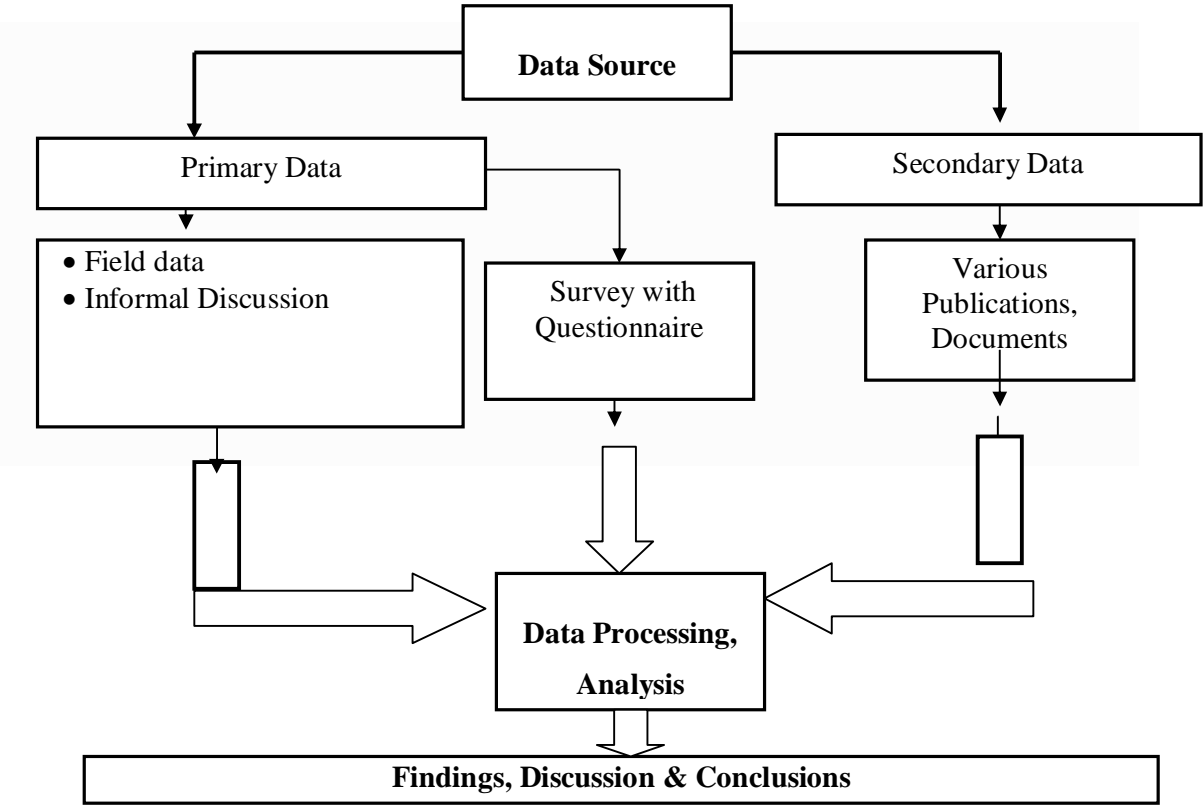 Data Source
Primary Data
Secondary Data
• Field data
• Informal Discussion
Survey with
Questionnaire
Various
Publications,
Documents
Data Processing,
Analysis
Findings, Discussion & Conclusions